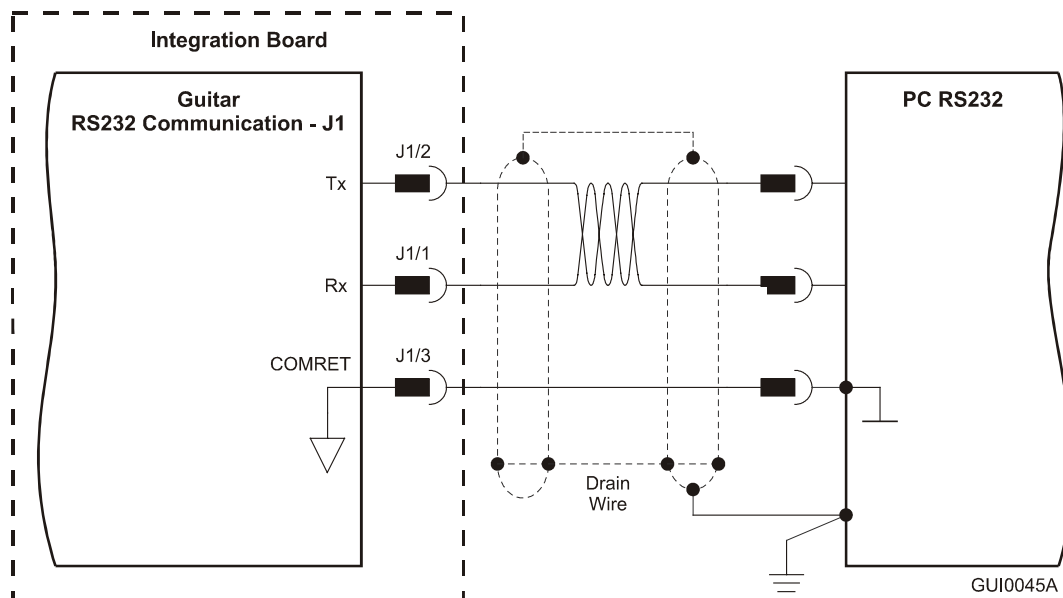 Integration Board
Guitar
RS232 Communication - J1
PC RS232
J1/2
Tx
J1/1
Rx
J1/3
COMRET
Drain
Wire
GUI0045A